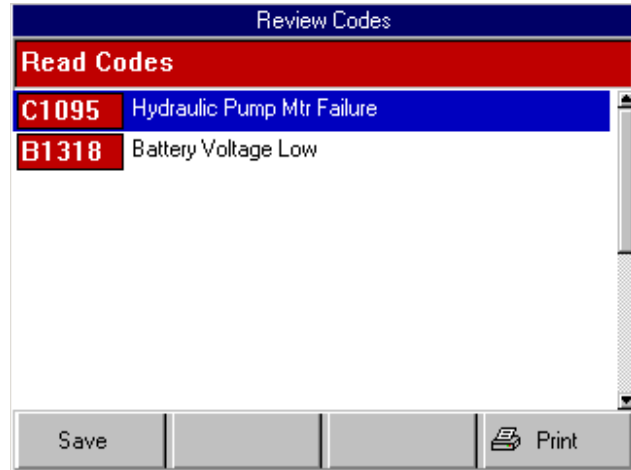 Review Codes
Read Codes
C1095 Hydraulic Pump Mtr Failure
B1318 Battery Voltage Low
Save Print